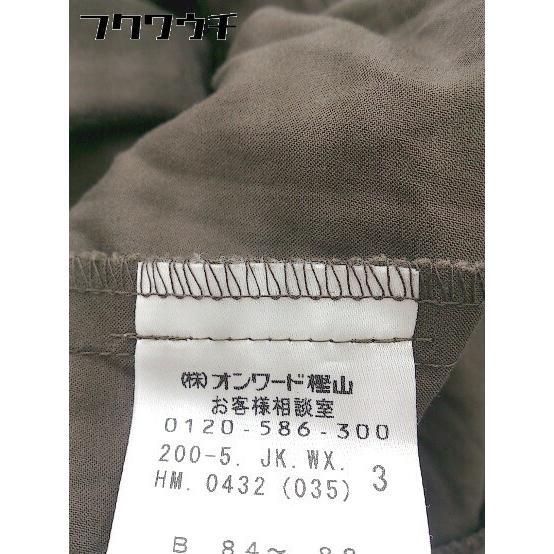 フクワウチ
(株)オンワード樫山
お客様相談室
0120-586-300
200-5. JK.WX. 3
HM. 0432 (035)
B 84～